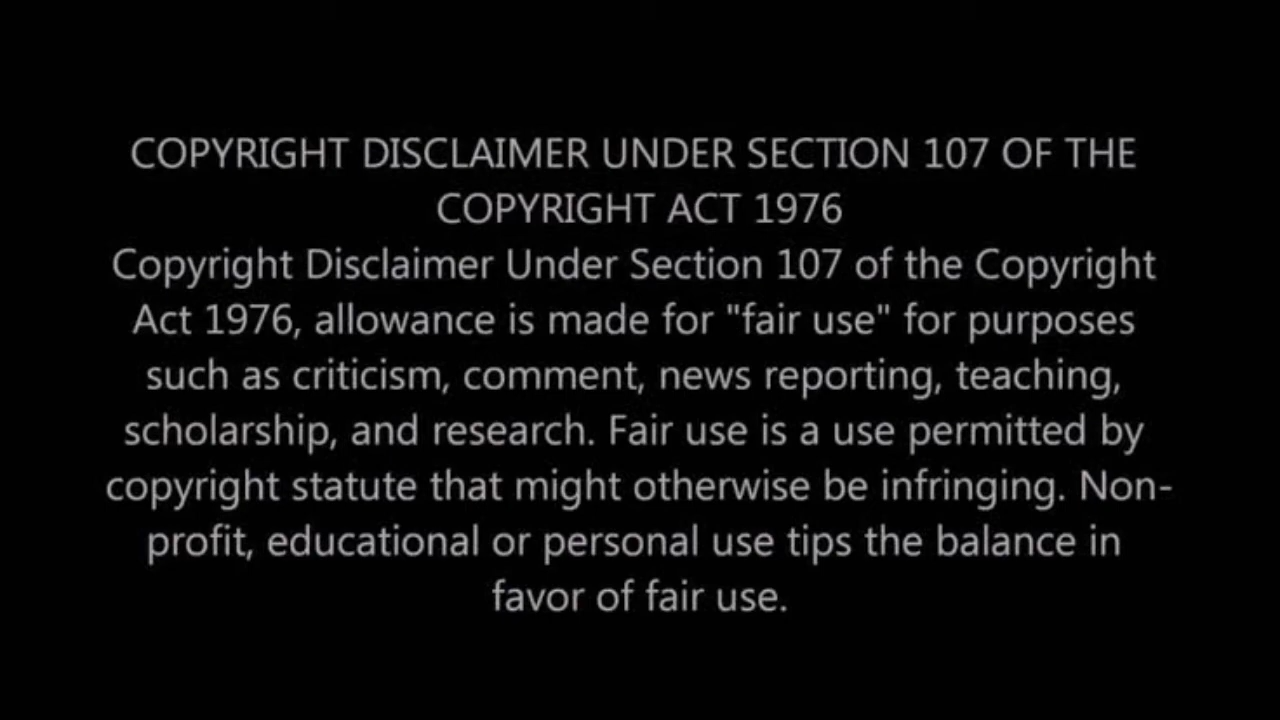 COPYRIGHT DISCLAIMER UNDER SECTION 107 OF THE
COPYRIGHT ACT 1976
Copyright Disclaimer Under Section 107 of the Copyright
Act 1976, allowance is made for "fair use" for purposes
such as criticism, comment, news reporting, teaching,
scholarship, and research. Fair use is a use permitted by
copyright statute that might otherwise be infringing. Non-
profit, educational or personal use tips the balance in
favor of fair use.